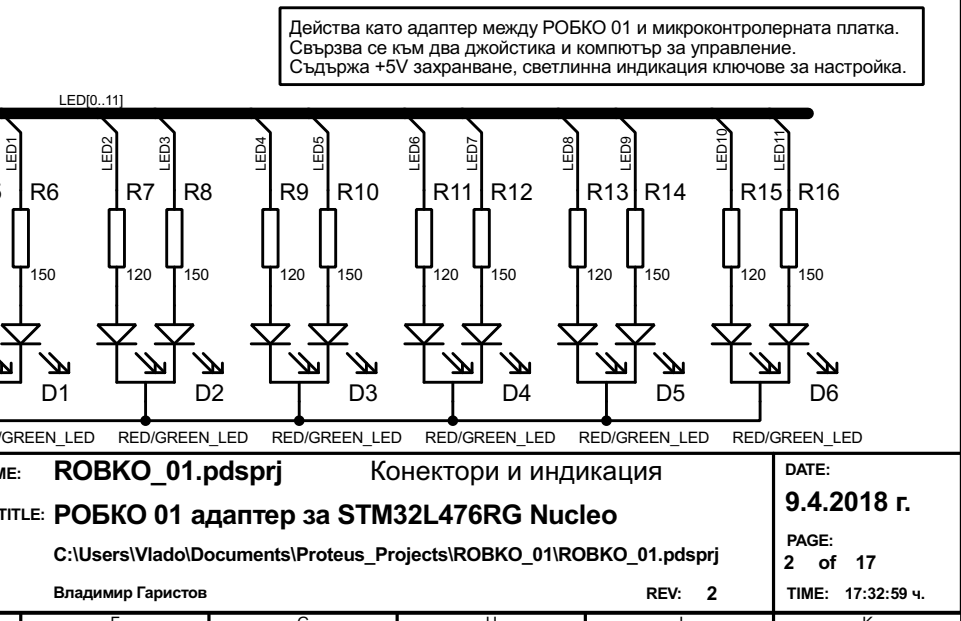 Действа като адаптер между РОБКО 01 и микроконтролерната платка.
Свързва се към два джойстика и компютър за управление.
Съдържа +5V захранване, светлинна индикация ключове за настройка.
LED[0..11]
LED1 LED2 LED3 LED4 LED5 LED6 LED7 LED8 LED9 LED10 LED11
R6 R7 R8 R9 R10 R11 R12 R13 R14 R15 R16
150 120 150 120 150 120 150 120 150 120 150
D1 D2 D3 D4 D5 D6
/GREEN_LED RED/GREEN_LED RED/GREEN_LED RED/GREEN_LED RED/GREEN_LED RED/GREEN_LED
ME: ROBKO_01.pdsprj Конектори и индикация
DATE:
9.4.2018 г.
TITLE: РОБКО 01 адаптер за STM32L476RG Nucleo
C:\Users\Vlado\Documents\Proteus_Projects\ROBKO_01\ROBKO_01.pdsprj
PAGE:
2 of 17
Владимир Гаристов REV: 2
TIME: 17:32:59 ч.